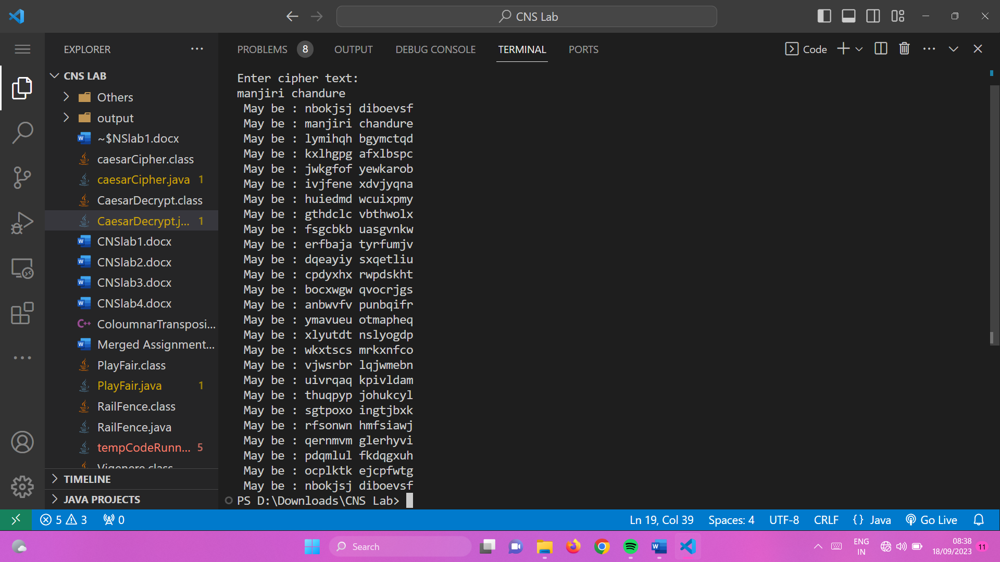 CNS Lab
EXPLORER
PROBLEMS 8 OUTPUT DEBUG CONSOLE TERMINAL PORTS
Code
CNS LAB
Others
output
~$NSlab1.docx
caesarCipher.class
caesarCipher.java 1
CaesarDecrypt.class
CaesarDecrypt.j... 1
CNSlab1.docx
CNSlab2.docx
CNSlab3.docx
CNSlab4.docx
C++ ColoumnarTransposi...
Merged Assignment...
PlayFair.class
PlayFair.java 1
RailFence.class
RailFence.java
tempCodeRunn... 5
Vigenere.class
TIMELINE
JAVA PROJECTS
Enter cipher text:
manjiri chandure
May be : nbokjsj diboevsf
May be : manjiri chandure
May be : lymihqh bgymctqd
May be : kxlhgpg afxlbspc
May be : jwkgfof yewkarob
May be : ivjfene xdvjyqna
May be : huiedmd wcuixpmy
May be : gthdclc vbthwolx
May be : fsgcbkb uasgvnkw
May be : erfbaja tyrfumjv
May be : dqeayiy sxqetliu
May be : cpdyxhx rwpdskht
May be : bocxwgw qvocrjgs
May be : anbwvfv punbqifr
May be : ymavueu otmapheq
May be : xlyutdt nslyogdp
May be : wkxtscs mrkxnfco
May be : vjwsrbr lqjwmebn
May be : uivrqaq kpivldam
May be : thuqpyp johukcyl
May be : sgtpoxo ingtjbxk
May be : rfsonwn hmfsiawj
May be : qernmvm glerhyvi
May be : pdqmlul fkdqgxuh
May be : ocplktk ejcpfwtg
May be : nbokjsj diboevsf
PS D:\Downloads\CNS Lab>
5 3 0
Ln 19, Col 39 Spaces: 4 UTF-8 CRLF {} Java Go Live
Search
ENG
IN
08:38
18/09/2023
11